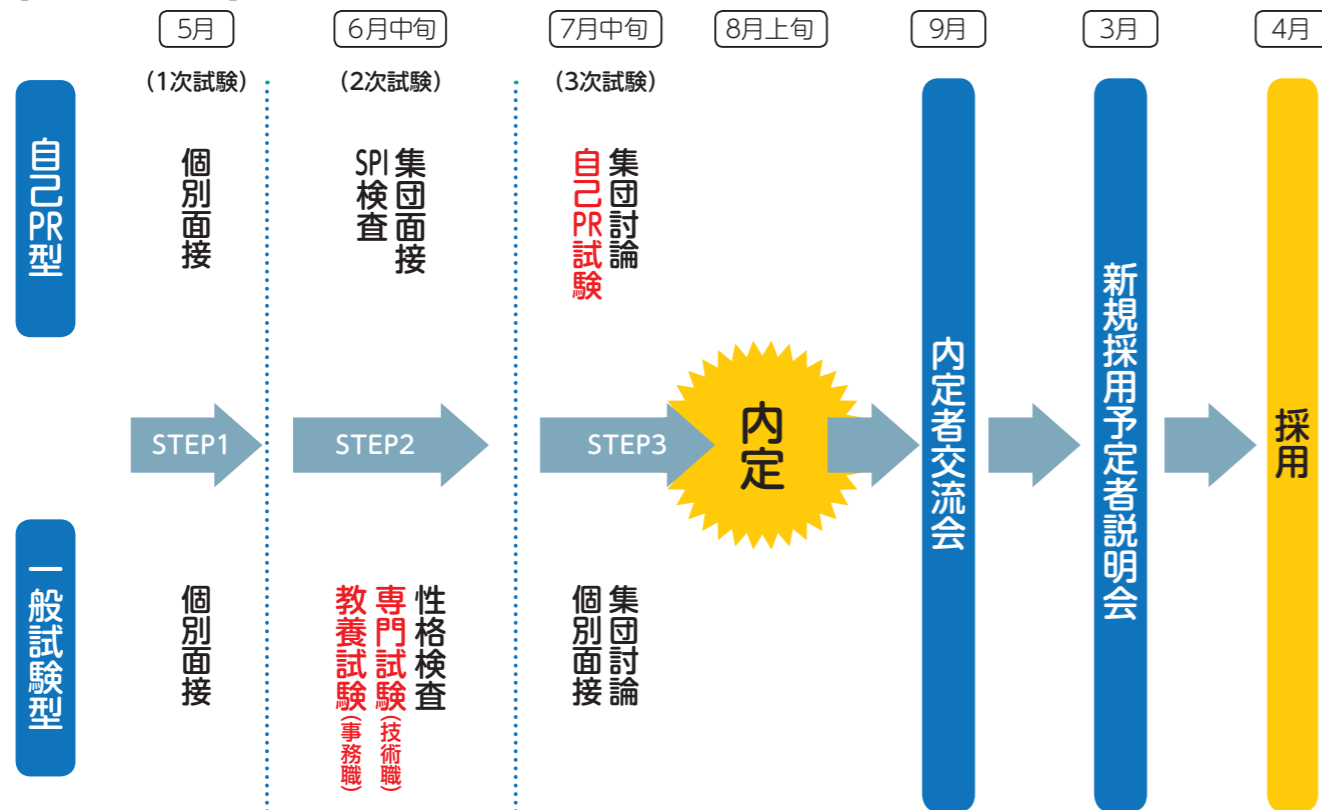 5月
6月中旬
7月中旬
8月上旬
9月
3月
4月
(1次試験)
(2次試験)
(3次試験)
自己PR型
個別面接
集団面接
SPI検査
集団討論
自己PR試験
STEP1
STEP2
STEP3
内定
内定者交流会
新規採用予定者説明会
採用
一般試験型
個別面接
性格検査
専門試験(技術職)
教養試験(事務職)
集団討論
個別面接